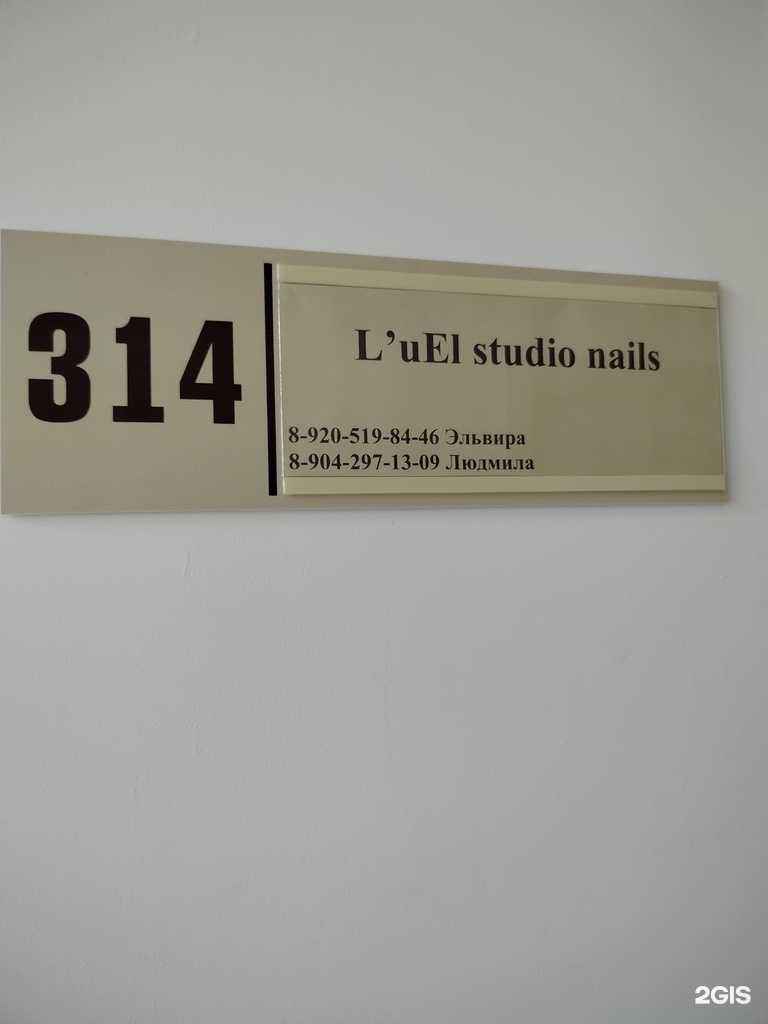 314
L’uEl studio nails
8-920-519-84-46 Эльвира
8-904-297-13-09 Людмила
2GIS